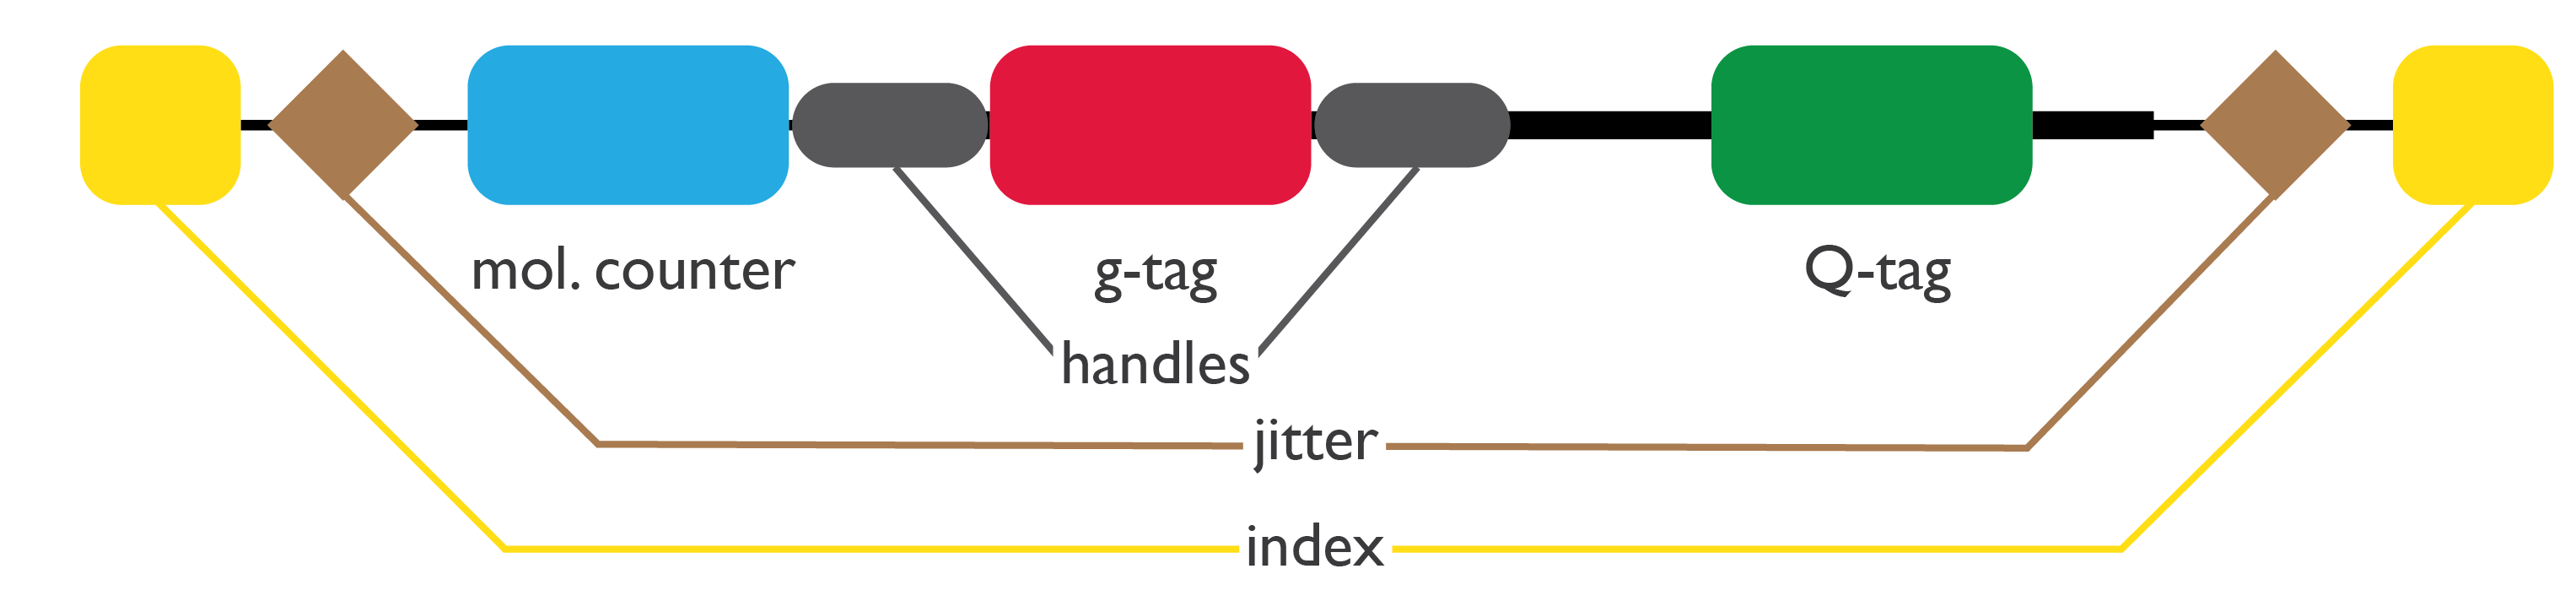 mol. counter
g-tag
Q-tag
handles
jitter
index